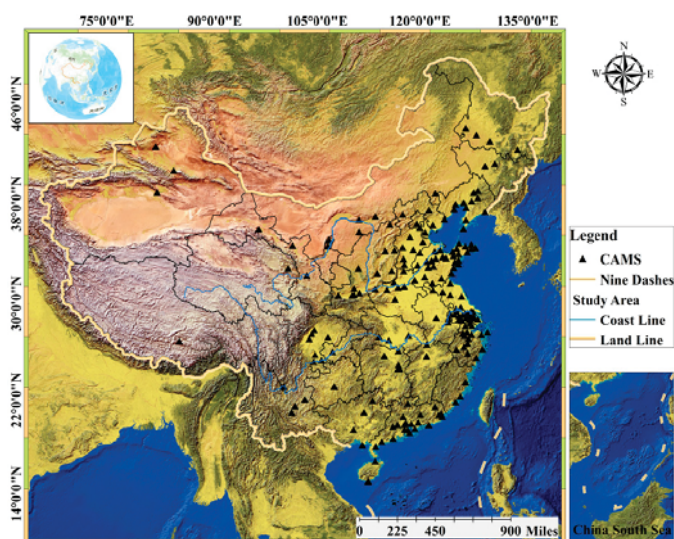 75°0'0"E 90°0'0"E 105°0'0"E 120°0'0"E 135°0'0"E
46°0'0"N
38°0'0"N
30°0'0"N
22°0'0"N
14°0'0"N
N
W E
S
Legend
CAMS
Nine Dashes
Study Area
Coast Line
Land Line
0 225 450 900 Miles
China South Sea